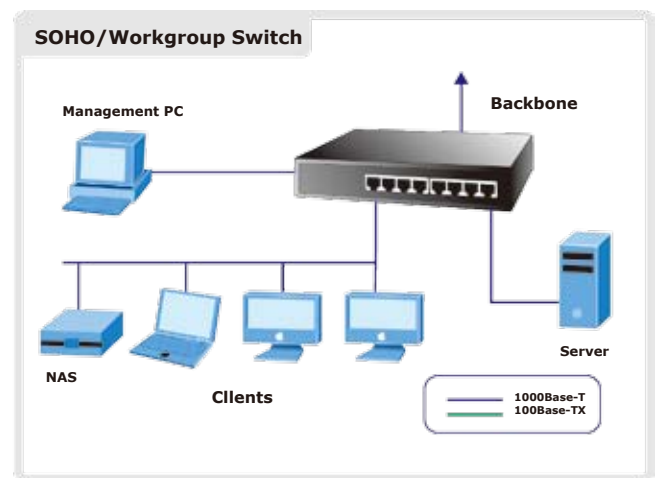 SOHO/Workgroup Switch
Management PC
Backbone
NAS
Cllents
Server
1000Base-T
100Base-TX